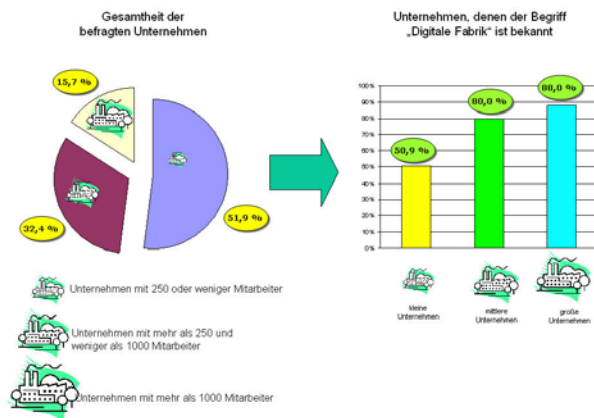 Gesamtheit der
befragten Unternehmen
15,7 %
32,4 %
51,9 %
Unternehmen mit 250 oder weniger Mitarbeiter
Unternehmen mit mehr als 250 und
weniger als 1000 Mitarbeiter
Unternehmen mit mehr als 1000 Mitarbeiter
Unternehmen, denen der Begriff
„Digitale Fabrik“ ist bekannt
100%
90%
80%
70%
60%
50%
40%
30%
20%
10%
0%
50,9 %
80,0 %
88,0 %
kleine
Unternehmen
mittlere
Unternehmen
große
Unternehmen